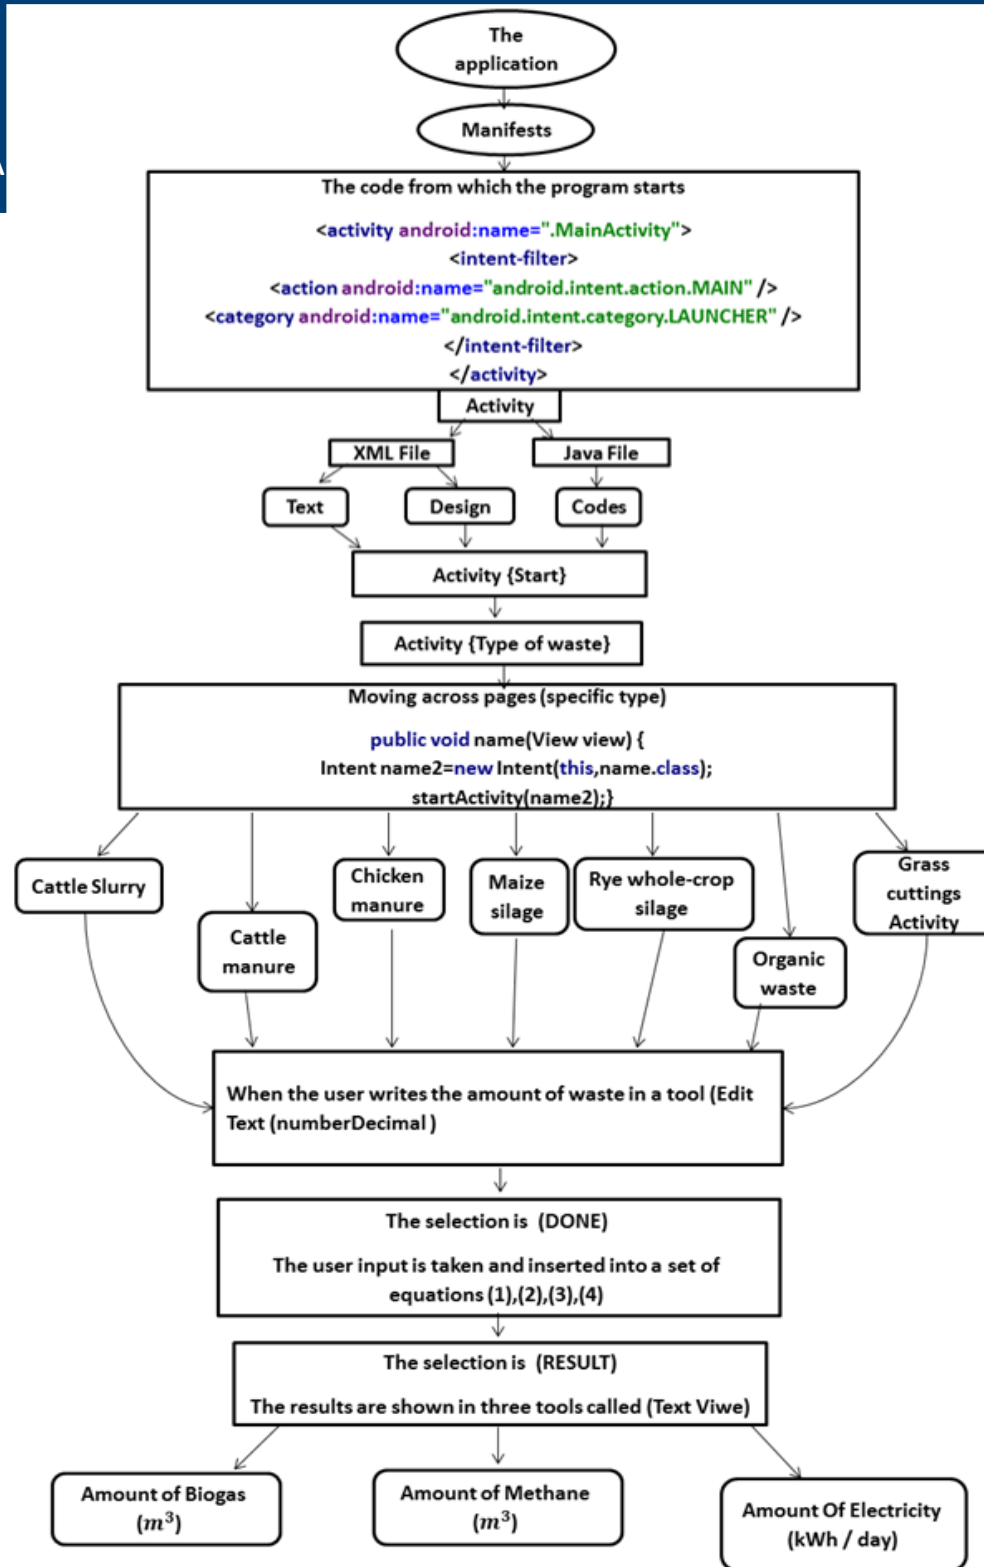 The
application
Manifests
A
The code from which the program starts
<activity android:name=".MainActivity">
<intent-filter>
<action android:name="android.intent.action.MAIN" />
<category android:name="android.intent.category.LAUNCHER" />
</intent-filter>
</activity>
Activity
XML File
Java File
Text
Design
Codes
Activity {Start}
Activity {Type of waste}
Moving across pages (specific type)
public void name(View view) {
Intent name2=new Intent(this,name.class);
startActivity(name2);}
Cattle Slurry
Cattle
manure
Chicken
manure
Maize
silage
Rye whole-crop
silage
Organic
waste
Grass
cuttings
Activity
When the user writes the amount of waste in a tool (Edit
Text (numberDecimal )
The selection is (DONE)
The user input is taken and inserted into a set of
equations (1),(2),(3),(4)
The selection is (RESULT)
The results are shown in three tools called (Text Viwe)
Amount of Biogas
(m³)
Amount of Methane
(m³)
Amount Of Electricity
(kWh / day)